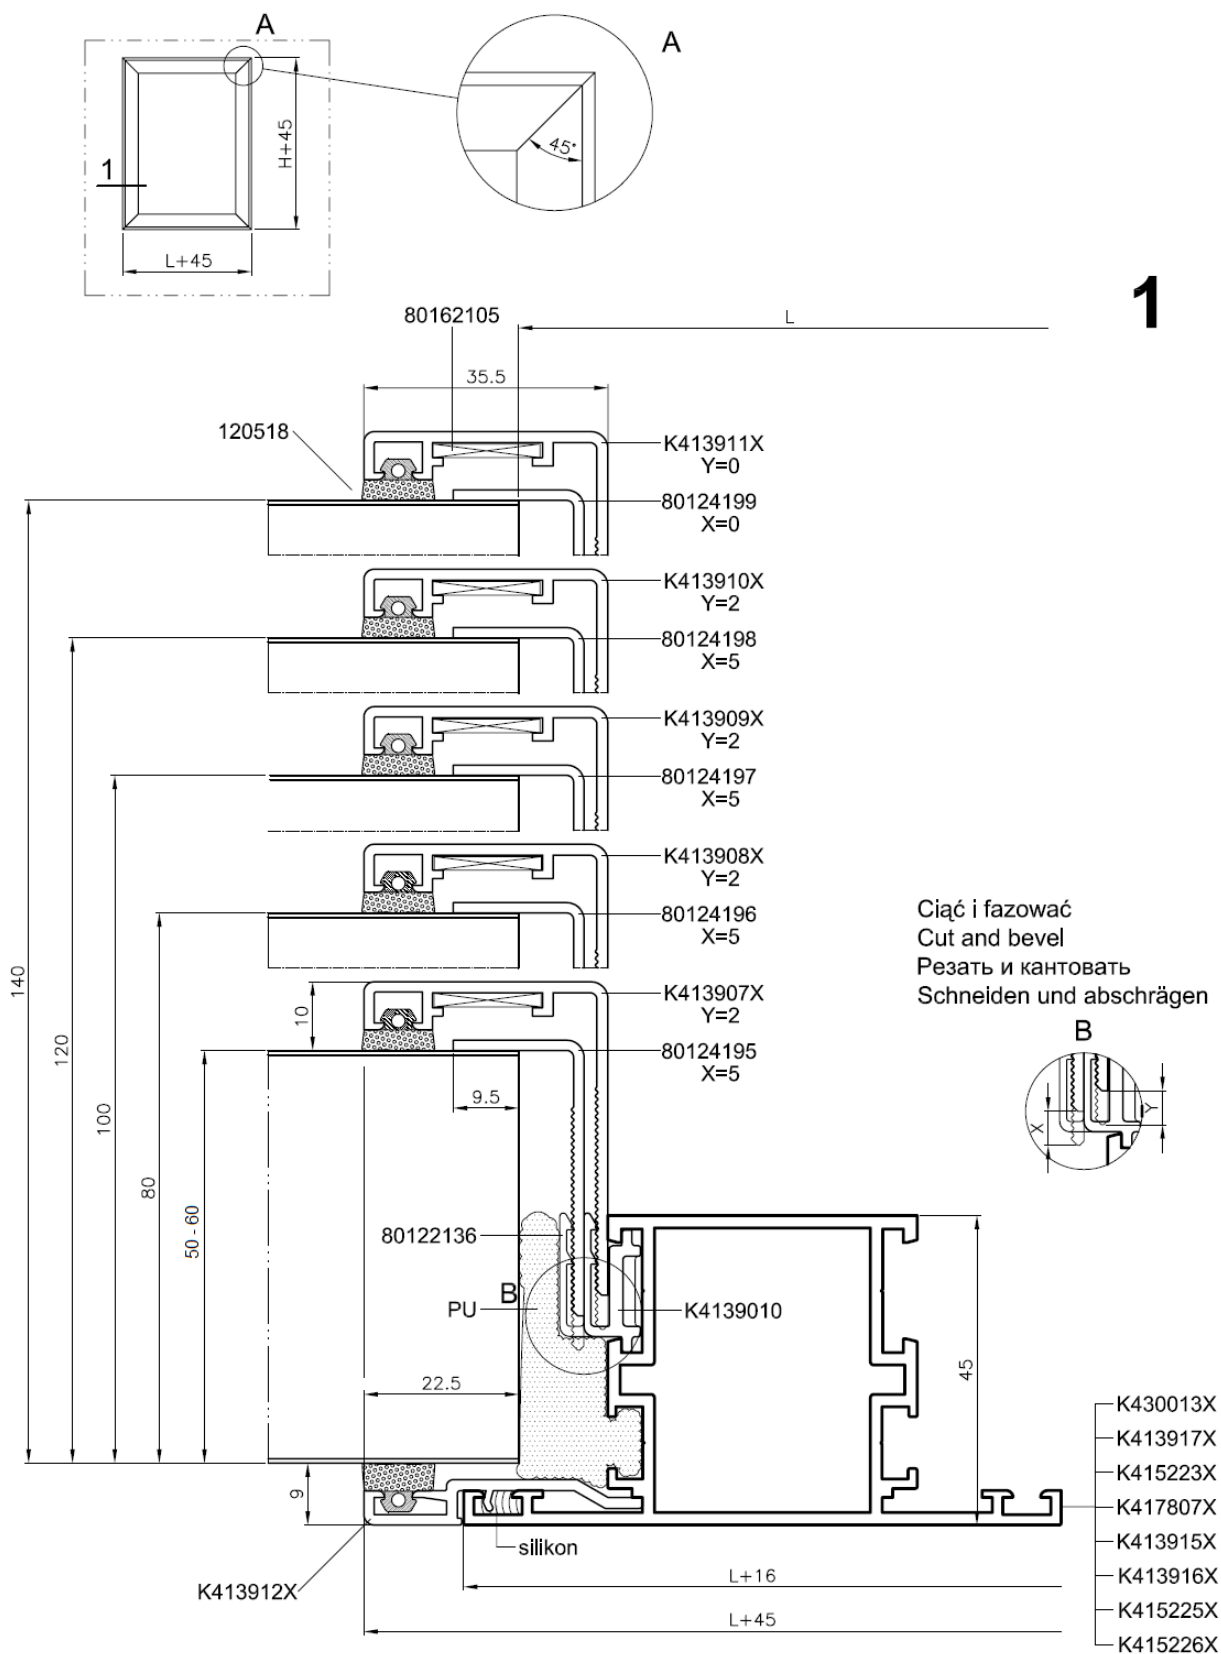 A
A
45°
H+45
1
L+45
1
80162105
L
35.5
120518
K413911X
Y=0
80124199
X=0
K413910X
Y=2
80124198
X=5
K413909X
Y=2
80124197
X=5
K413908X
Y=2
80124196
X=5
Ciąć i fazować
Cut and bevel
Резать и кантовать
Schneiden und abschrägen
B
X
Y
K413907X
Y=2
80124195
X=5
10
140
120
100
80
50 - 60
9.5
80122136
B
PU
K4139010
22.5
45
9
K430013X
K413917X
K415223X
K417807X
K413915X
K413916X
K415225X
K415226X
silikon
K413912X
L+16
L+45